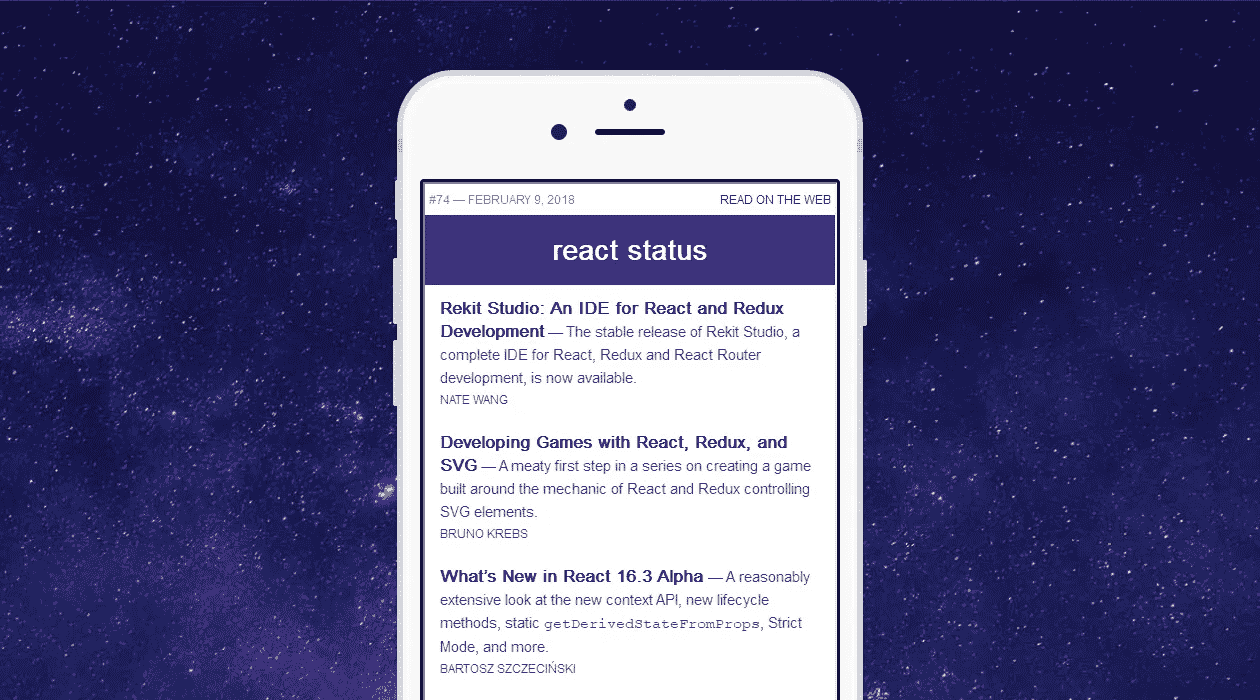 #74 — FEBRUARY 9, 2018 READ ON THE WEB
react status
Rekit Studio: An IDE for React and Redux
Development — The stable release of Rekit Studio, a
complete IDE for React, Redux and React Router
development, is now available.
NATE WANG
Developing Games with React, Redux, and
SVG — A meaty first step in a series on creating a game
built around the mechanic of React and Redux controlling
SVG elements.
BRUNO KREBS
What's New in React 16.3 Alpha — A reasonably
extensive look at the new context API, new lifecycle
methods, static getDerivedStateFromProps, Strict
Mode, and more.
BARTOSZ SZCZECIŃSKI